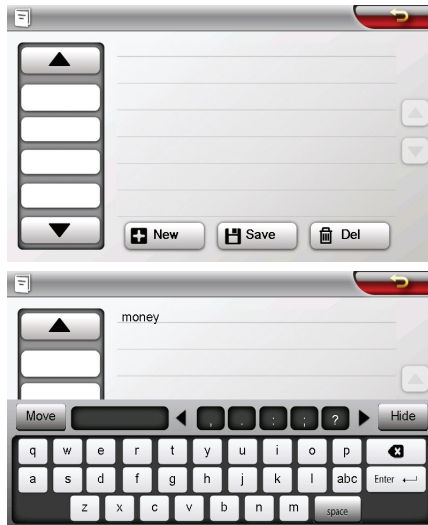 New Save Del
money
Move , . : ; ? Hide
q w e r t y u i o p
a s d f g h j k l abc Enter
z x c v b n m space